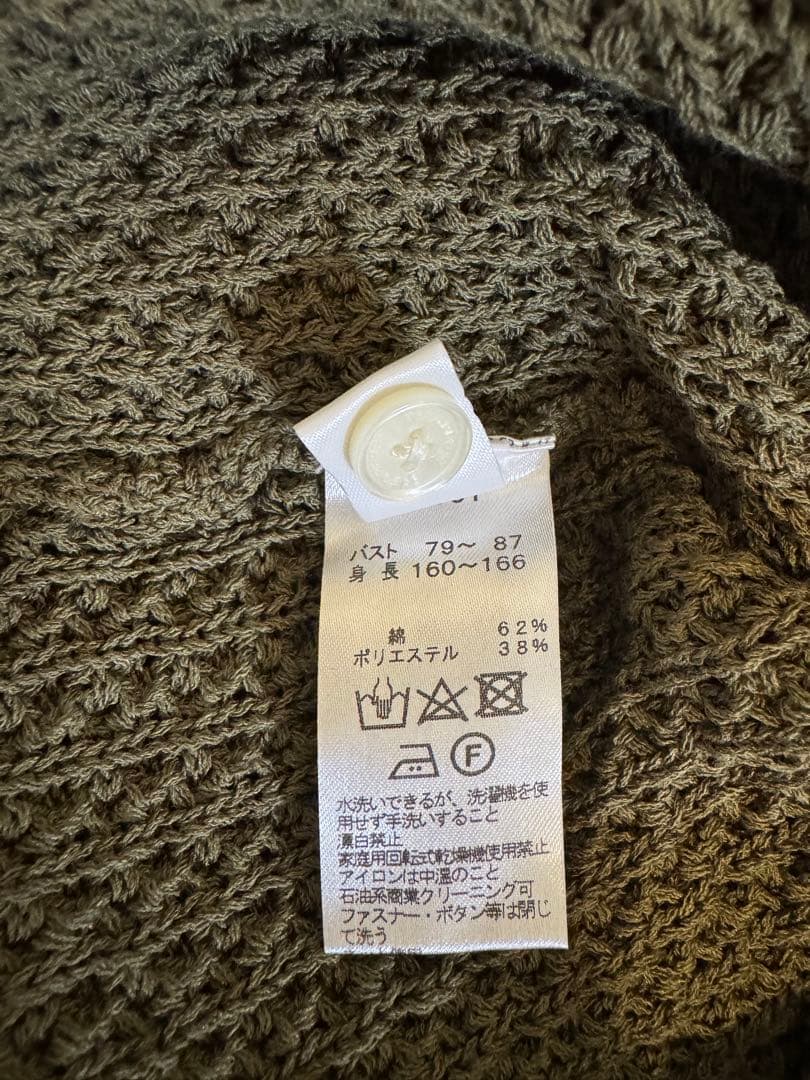 バスト 79～ 87
身 長 160～166
綿 62%
ポリエステル 38%
F
水洗いできるが、洗濯機を使
用せず手洗いすること
漂白禁止
家庭用回転式乾燥機使用禁止
アイロンは中温のこと
石油系商業クリーニング可
ファスナー・ボタン等は閉じ
て洗う